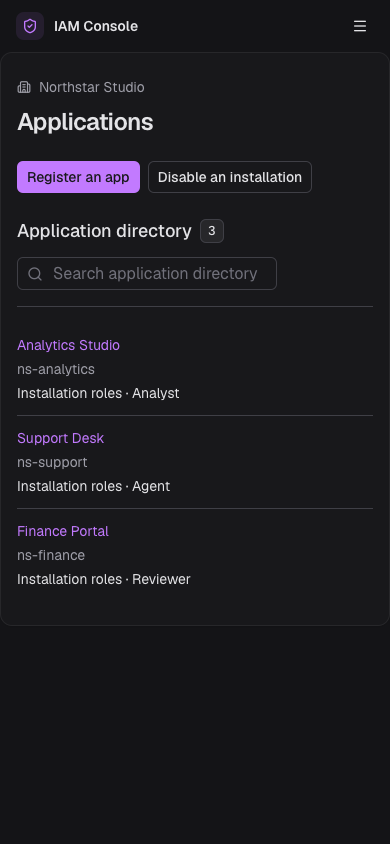 IAM Console
Northstar Studio
Applications
Register an app
Disable an installation
Application directory 3
Search application directory
Analytics Studio
ns-analytics
Installation roles · Analyst
Support Desk
ns-support
Installation roles · Agent
Finance Portal
ns-finance
Installation roles · Reviewer